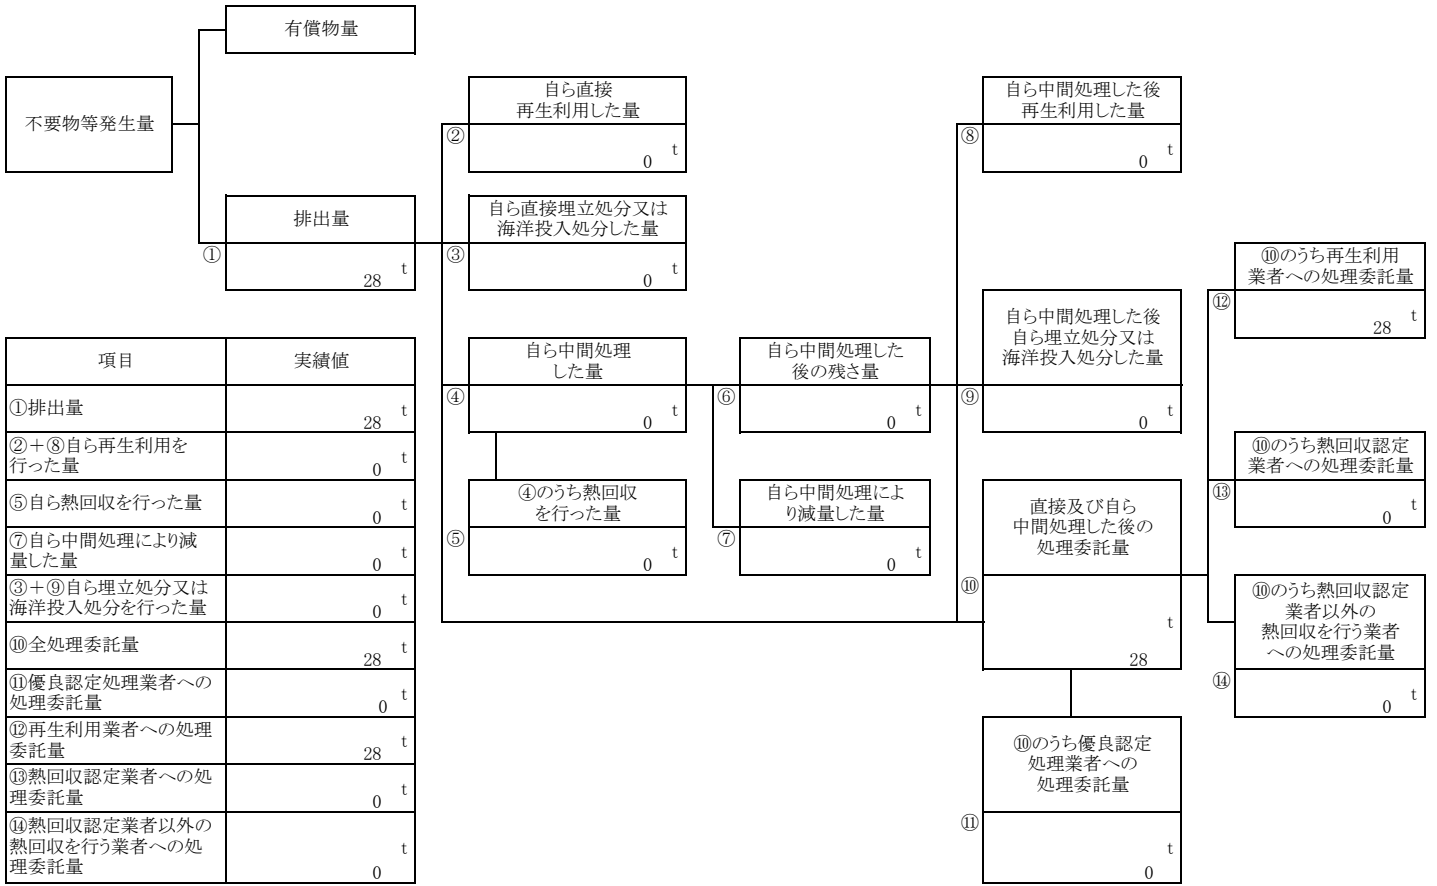 有償物量
不要物等発生量
排出量
①
t
28
自ら直接
再生利用した量
②
t
0
自ら直接埋立処分又は
海洋投入処分した量
③
t
0
自ら中間処理
した量
④
t
0
④のうち熱回収
を行った量
⑤
t
0
自ら中間処理した
後の残さ量
⑥
t
0
自ら中間処理によ
り減量した量
⑦
t
0
自ら中間処理した後
再生利用した量
⑧
t
0
自ら中間処理した後
自ら埋立処分又は
海洋投入処分した量
⑨
t
0
直接及び自ら
中間処理した後の
処理委託量
⑩
t
28
⑩のうち優良認定
処理業者への
処理委託量
⑪
t
0
⑩のうち再生利用
業者への処理委託量
⑫
t
28
⑩のうち熱回収認定
業者への処理委託量
⑬
t
0
⑩のうち熱回収認定
業者以外の
熱回収を行う業者
への処理委託量
⑭
t
0
項目 実績値
①排出量
t
28
②＋⑧自ら再生利用を
行った量
t
0
⑤自ら熱回収を行った量
t
0
⑦自ら中間処理により減
量した量
t
0
③＋⑨自ら埋立処分又は
海洋投入処分を行った量
t
0
⑩全処理委託量
t
28
⑪優良認定処理業者への
処理委託量
t
0
⑫再生利用業者への処理
委託量
t
28
⑬熱回収認定業者への処
理委託量
t
0
⑭熱回収認定業者以外の
熱回収を行う業者への処
理委託量
t
0